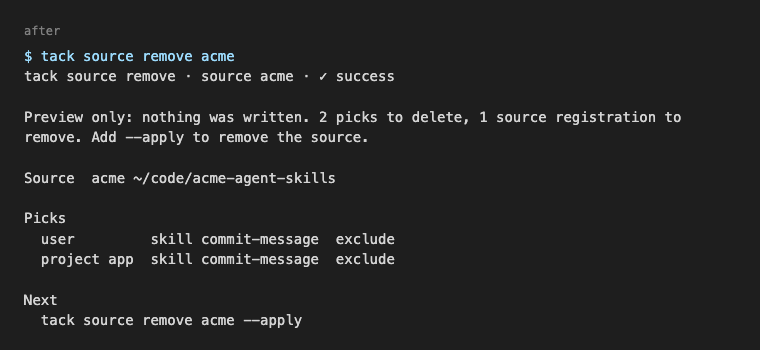 after
$ tack source remove acme
tack source remove · source acme · ✓ success
Preview only: nothing was written. 2 picks to delete, 1 source registration to
remove. Add --apply to remove the source.
Source  acme ~/code/acme-agent-skills
Picks
  user         skill commit-message  exclude
  project app  skill commit-message  exclude
Next
  tack source remove acme --apply